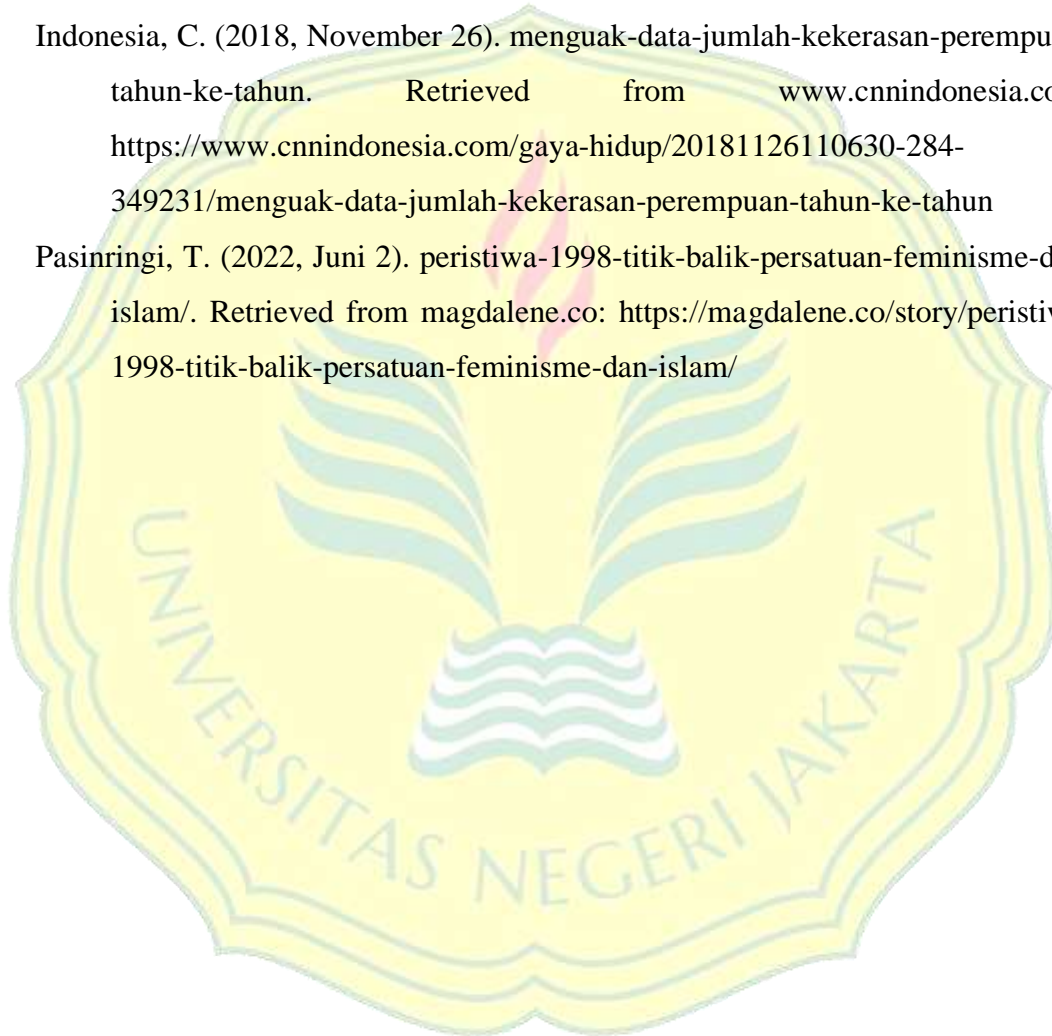 Indonesia, C. (2018, November 26). menguak-data-jumlah-kekerasan-perempu
tahun-ke-tahun. Retrieved from www.cnnindonesia.co
https://www.cnnindonesia.com/gaya-hidup/20181126110630-284-
349231/menguak-data-jumlah-kekerasan-perempuan-tahun-ke-tahun
Pasinringi, T. (2022, Juni 2). peristiwa-1998-titik-balik-persatuan-feminisme-d
islam/. Retrieved from magdalene.co: https://magdalene.co/story/peristiw
1998-titik-balik-persatuan-feminisme-dan-islam/
UNIVERSITAS NEGERI JAKARTA